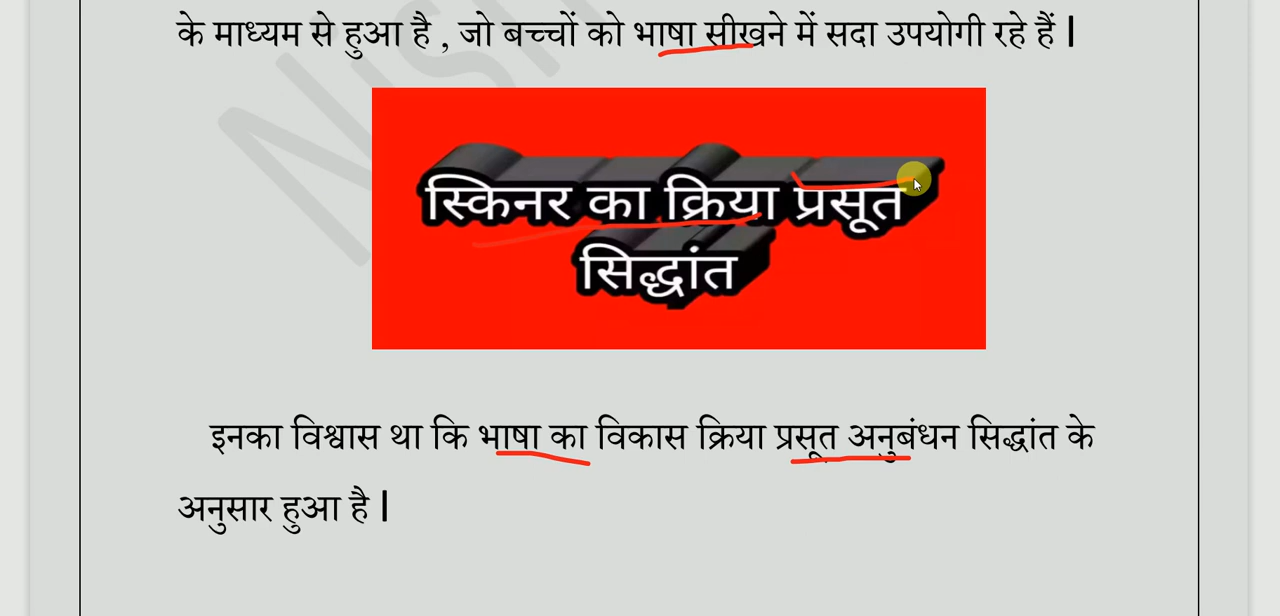 के माध्यम से हुआ है , जो बच्चों को भाषा सीखने में सदा उपयोगी रहे हैं |
स्किनर का क्रिया प्रसूत
सिद्धांत
इनका विश्वास था कि भाषा का विकास क्रिया प्रसूत अनुबंधन सिद्धांत के
अनुसार हुआ है |